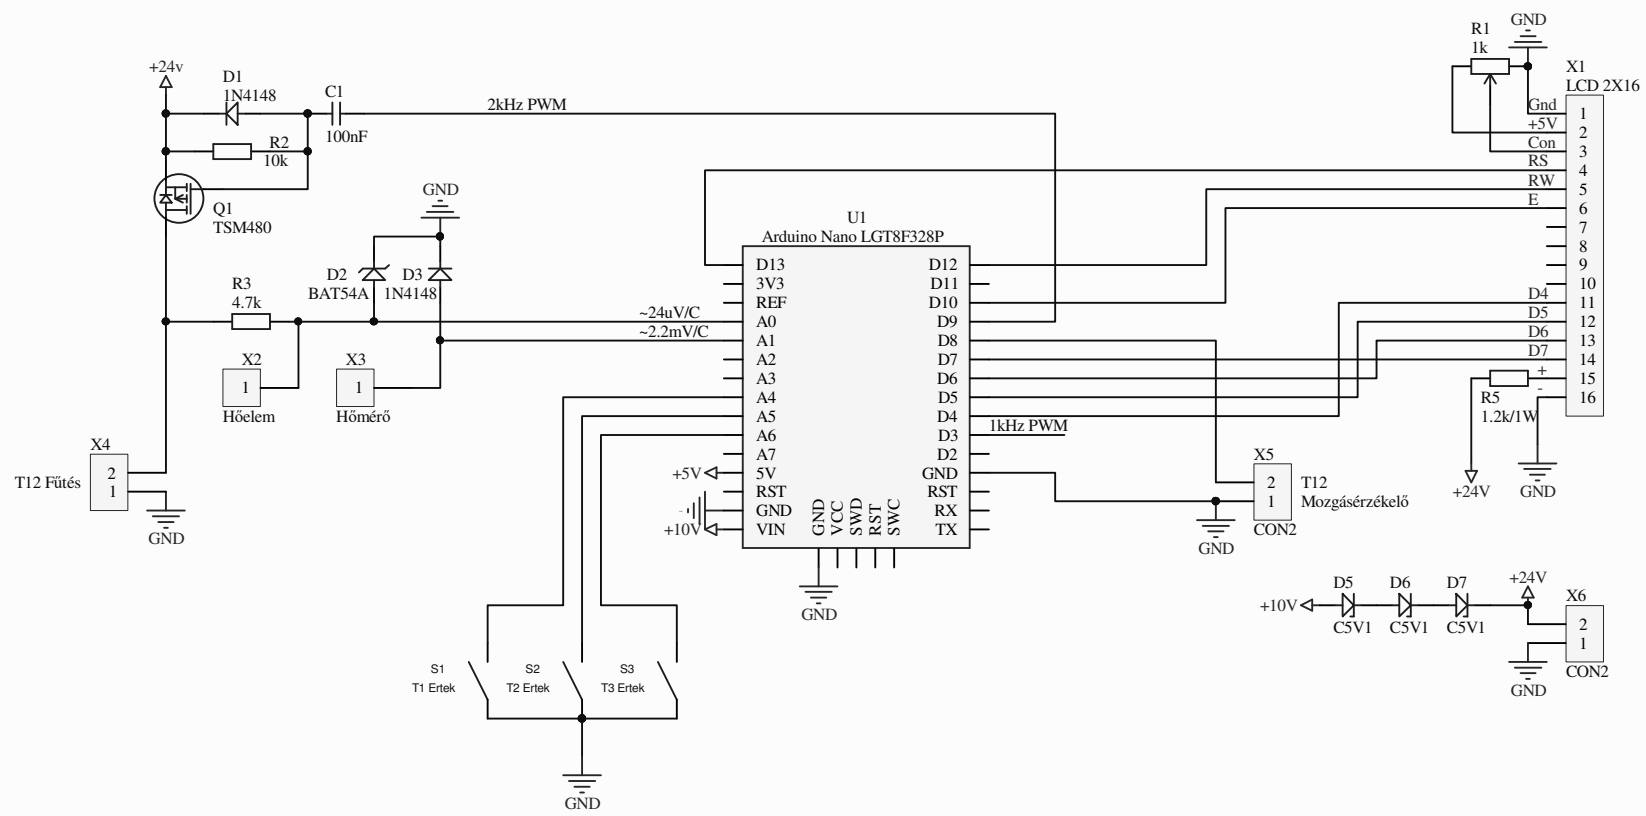 +24v
D1
1N4148
C1
100nF
2kHz PWM
R2
10k
Q1
TSM480
GND
R3
4.7k
D2
BAT54A
D3
1N4148
~24uV/C
~2.2mV/C
X2
1
Hőelem
X3
1
Hőmérő
X4
2
1
T12 Fűtés
GND
U1
Arduino Nano LGT8F328P
D13
3V3
REF
A0
A1
A2
A3
A4
A5
A6
A7
5V
RST
GND
VIN
+5V
+10V
D12
D11
D10
D9
D8
D7
D6
D5
D4
D3
D2
GND
RST
RX
TX
1kHz PWM
GND
VCC
SWD
RST
SWC
GND
S1
T1 Ertek
S2
T2 Ertek
S3
T3 Ertek
GND
GND
R1
1k
X1
LCD 2X16
Gnd
+5V
Con
RS
RW
E
D4
D5
D6
D7
+
-
1
2
3
4
5
6
7
8
9
10
11
12
13
14
15
16
R5
1.2k/1W
+24V
GND
X5
2
1
T12
Mozgásérzékelő
CON2
GND
+10V
D5
C5V1
D6
C5V1
D7
C5V1
+24V
X6
2
1
CON2
GND